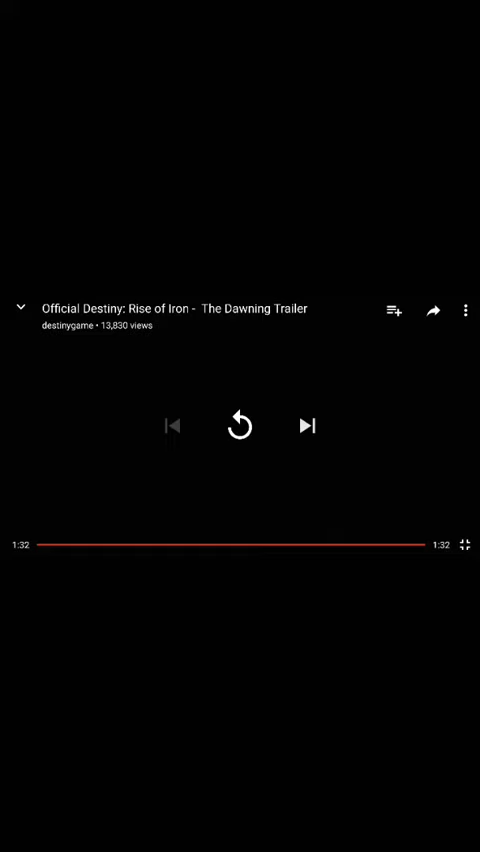 Official Destiny: Rise of Iron - The Dawning Trailer
destinygame • 13,830 views
1:32 1:32